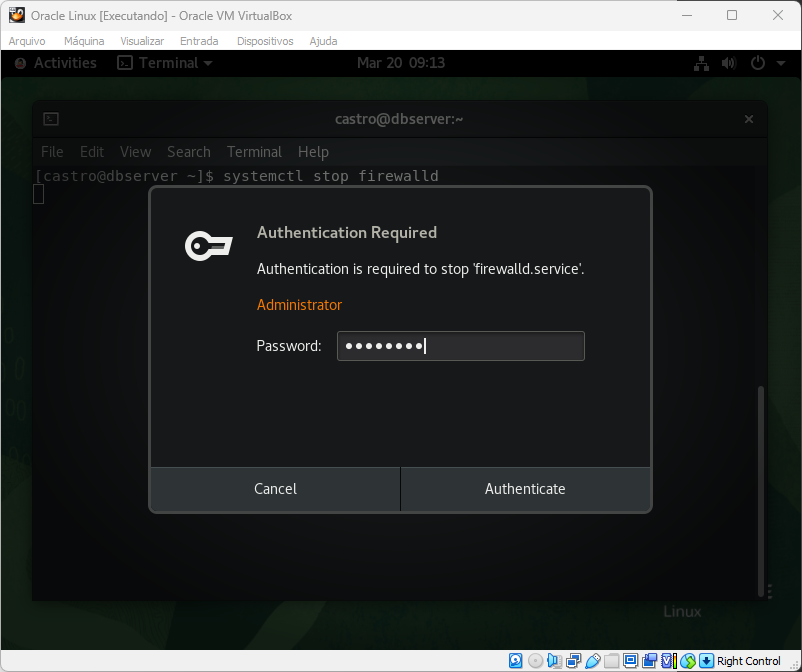 Oracle Linux [Executando] - Oracle VM VirtualBox
Arquivo Máquina Visualizar Entrada Dispositivos Ajuda
Activities Terminal Mar 20 09:13
castro@dbserver:~
File Edit View Search Terminal Help
[castro@dbserver ~]$ systemctl stop firewalld
Authentication Required
Authentication is required to stop 'firewalld.service'.
Administrator
Password: ●●●●●●●●
Cancel Authenticate
Linux
Right Control